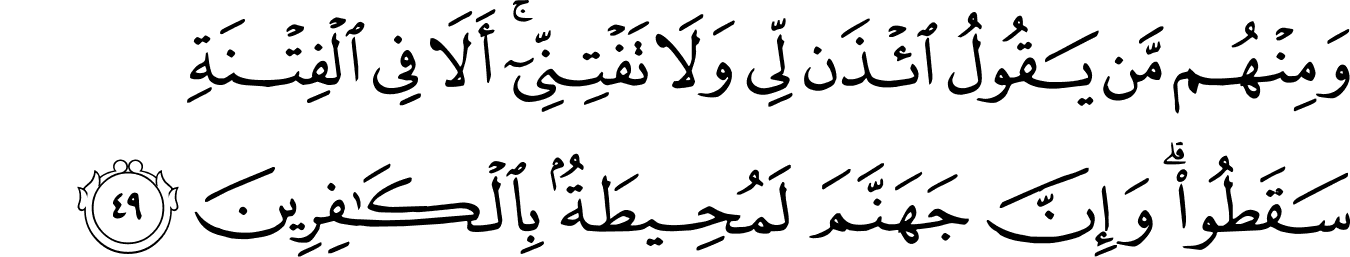 وَمِنْهُم مَّن يَقُولُ ٱئْذَن لِّى وَلَا تَفْتِنِّىٓ ۚ أَلَا فِى ٱلْفِتْنَةِ
سَقَطُوا۟ ۗ وَإِنَّ جَهَنَّمَ لَمُحِيطَةٌۢ بِٱلْكَـٰفِرِينَ ٤٩